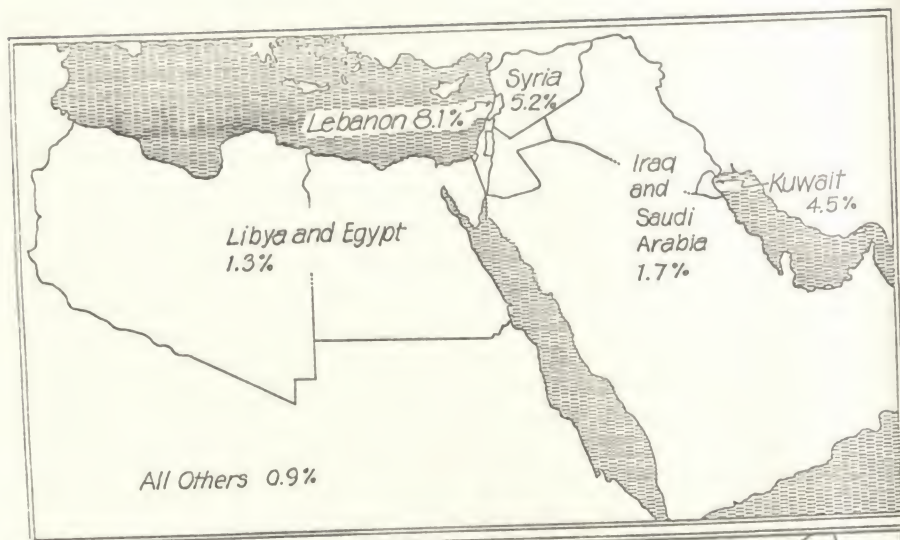 Syria
5.2%
Lebanon 8.1%
Iraq
and
Saudi
Arabia
1.7%
Kuwait
4.5%
Libya and Egypt
1.3%
All Others 0.9%